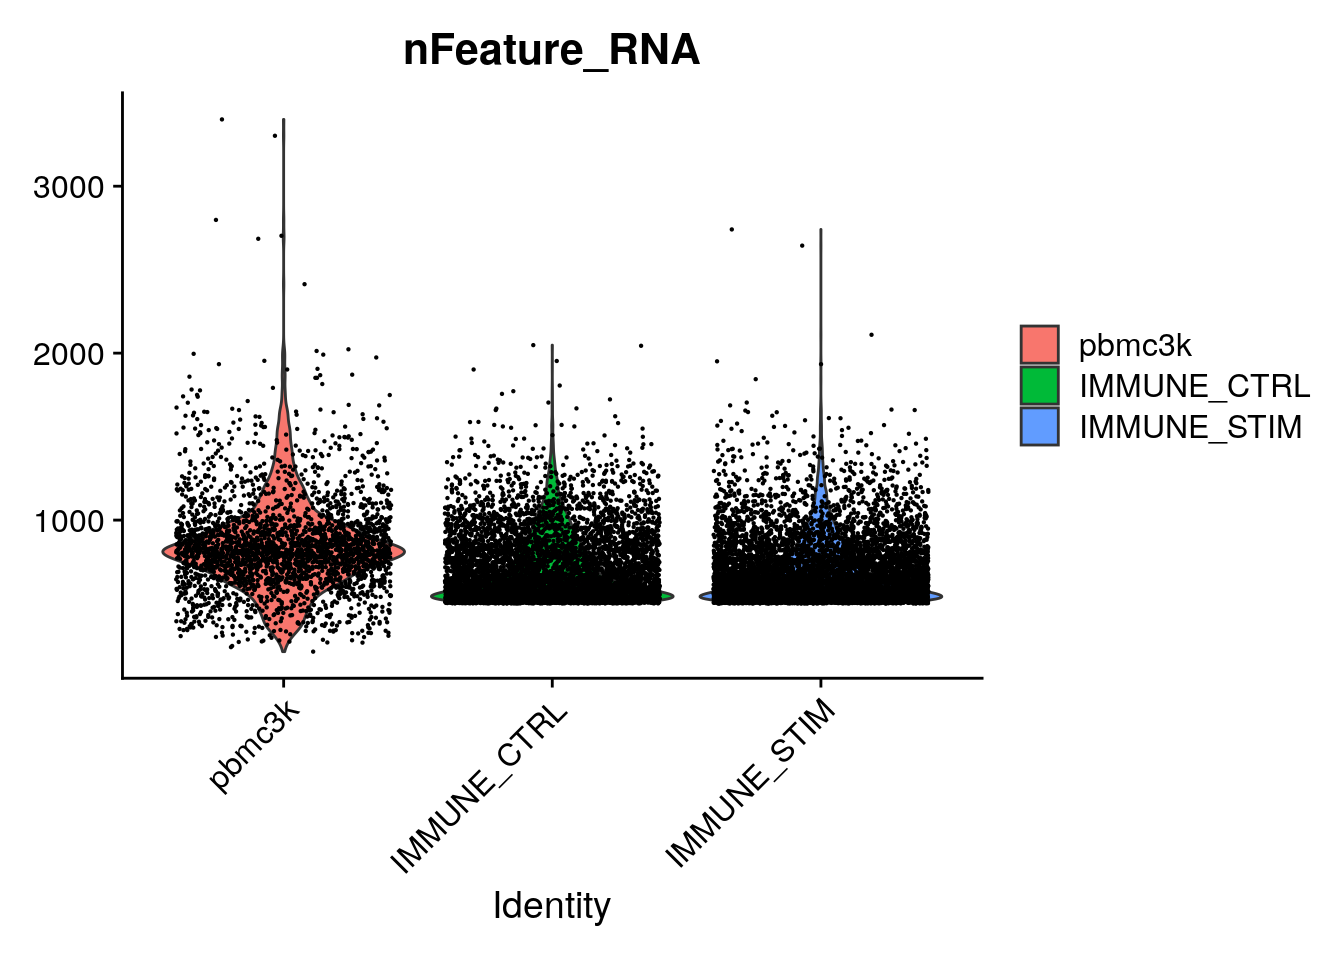 nFeature_RNA
3000
2000
1000
pbmc3k
IMMUNE_CTRL
IMMUNE_STIM
Identity
pbmc3k
IMMUNE_CTRL
IMMUNE_STIM